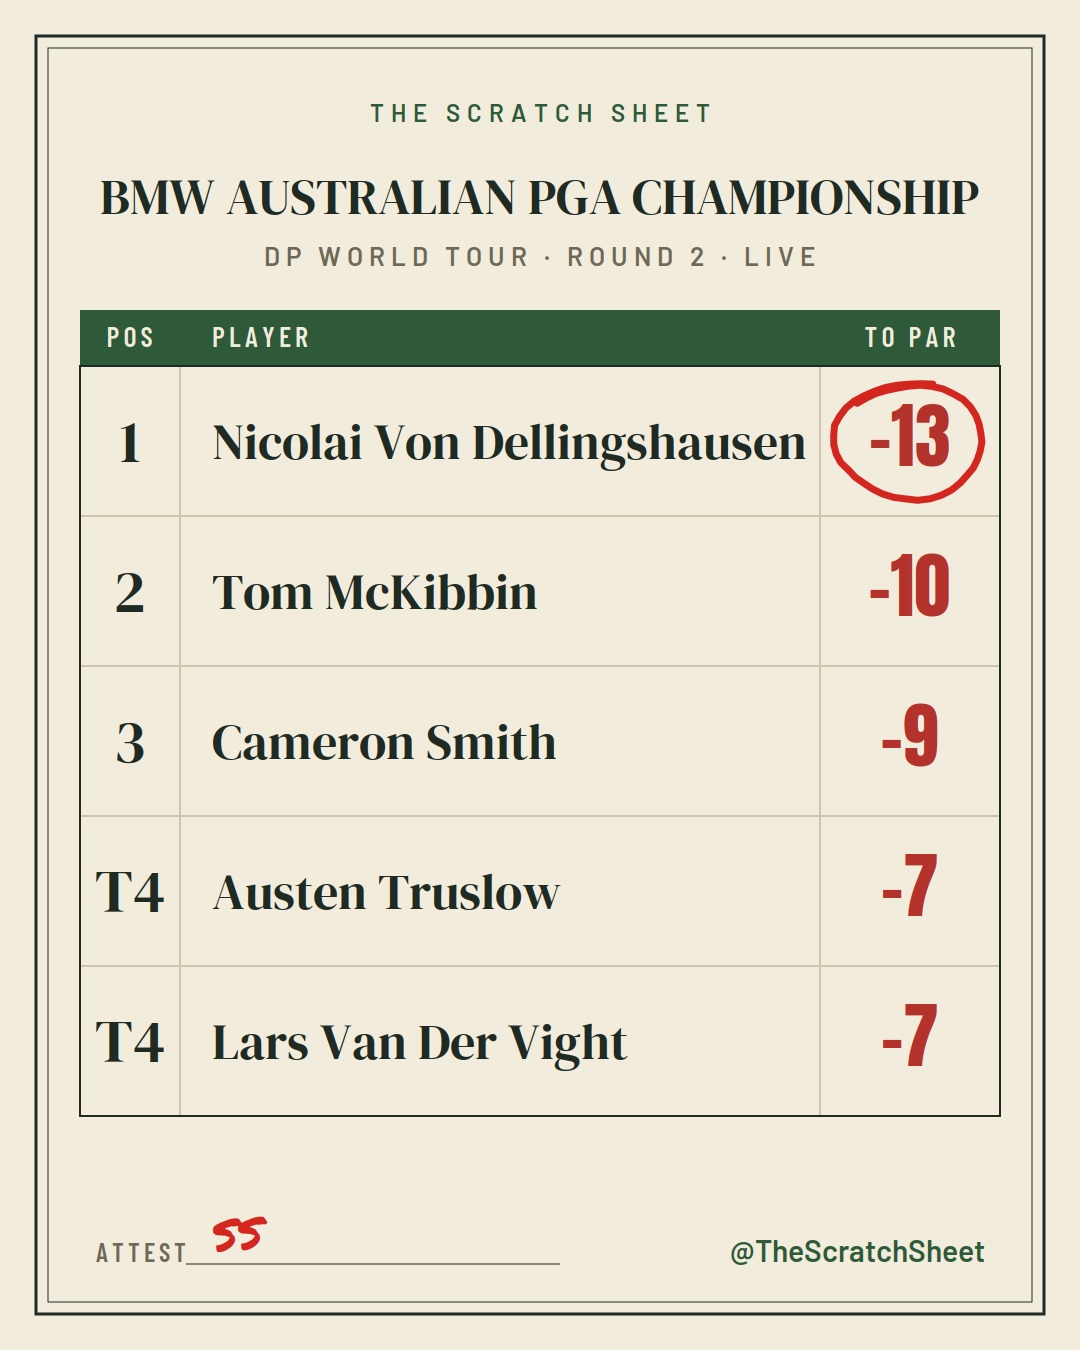 THE SCRATCH SHEET
BMW AUSTRALIAN PGA CHAMPIONSHIP
DP WORLD TOUR · ROUND 2 · LIVE
POS PLAYER TO PAR
1 Nicolai Von Dellingshausen -13
2 Tom McKibbin -10
3 Cameron Smith -9
T4 Austen Truslow -7
T4 Lars Van Der Vight -7
ATTEST SS @TheScratchSheet